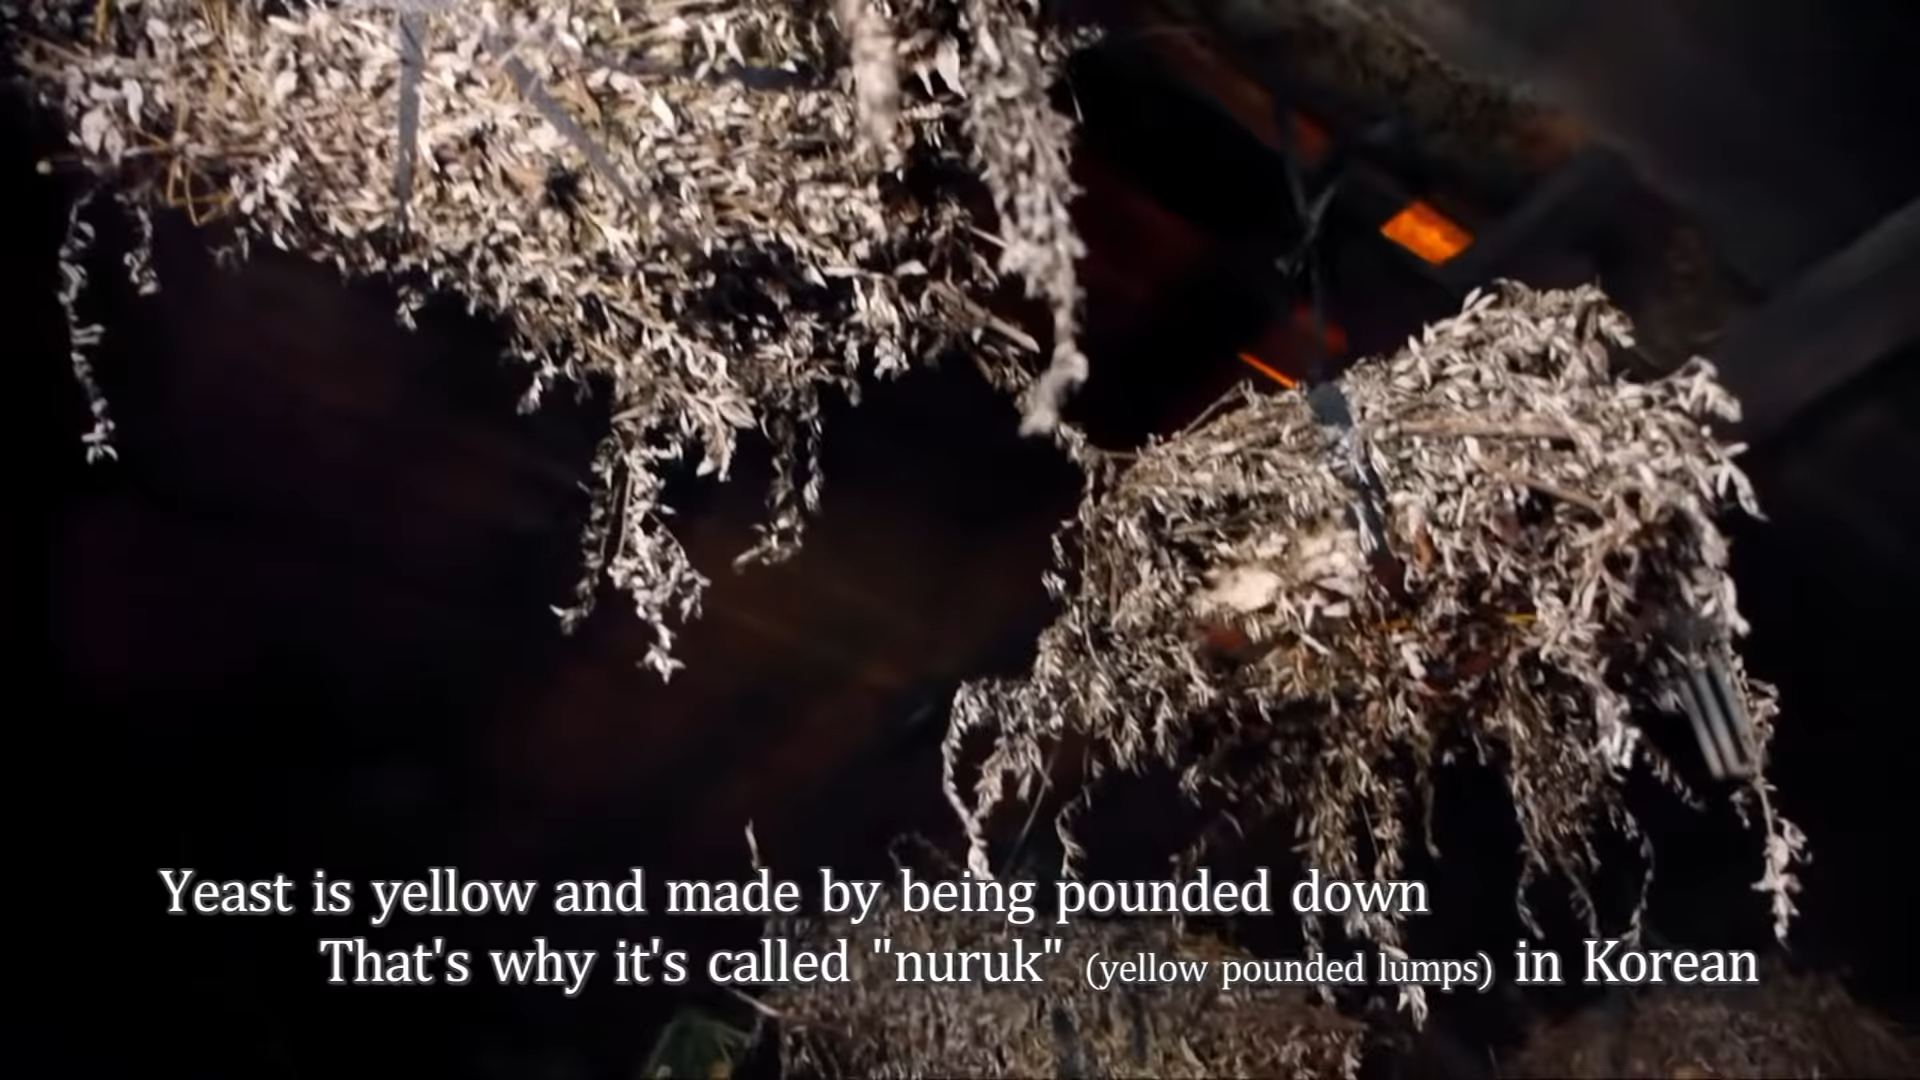 Yeast is yellow and made by being pounded down
That's why it's called "nuruk" (yellow pounded lumps) in Korean